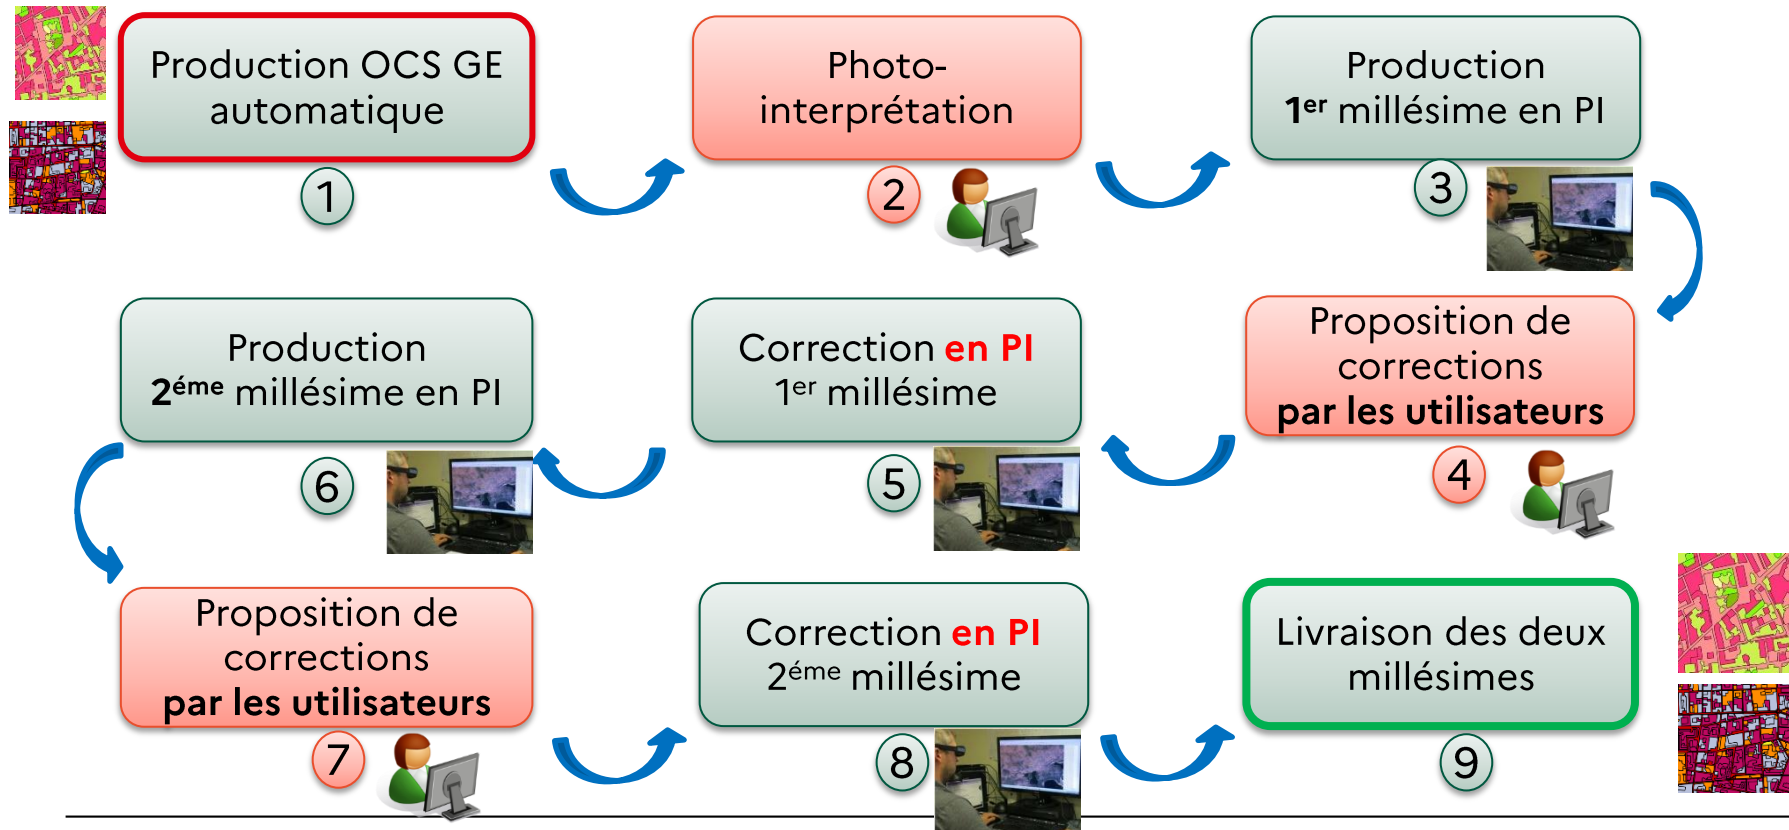 Production OCS GE
automatique
1
Photo-
interprétation
2
Production
1er millésime en PI
3
Proposition de
corrections
par les utilisateurs
4
Correction en PI
1er millésime
5
Production
2éme millésime en PI
6
Proposition de
corrections
par les utilisateurs
7
Correction en PI
2éme millésime
8
Livraison des deux
millésimes
9